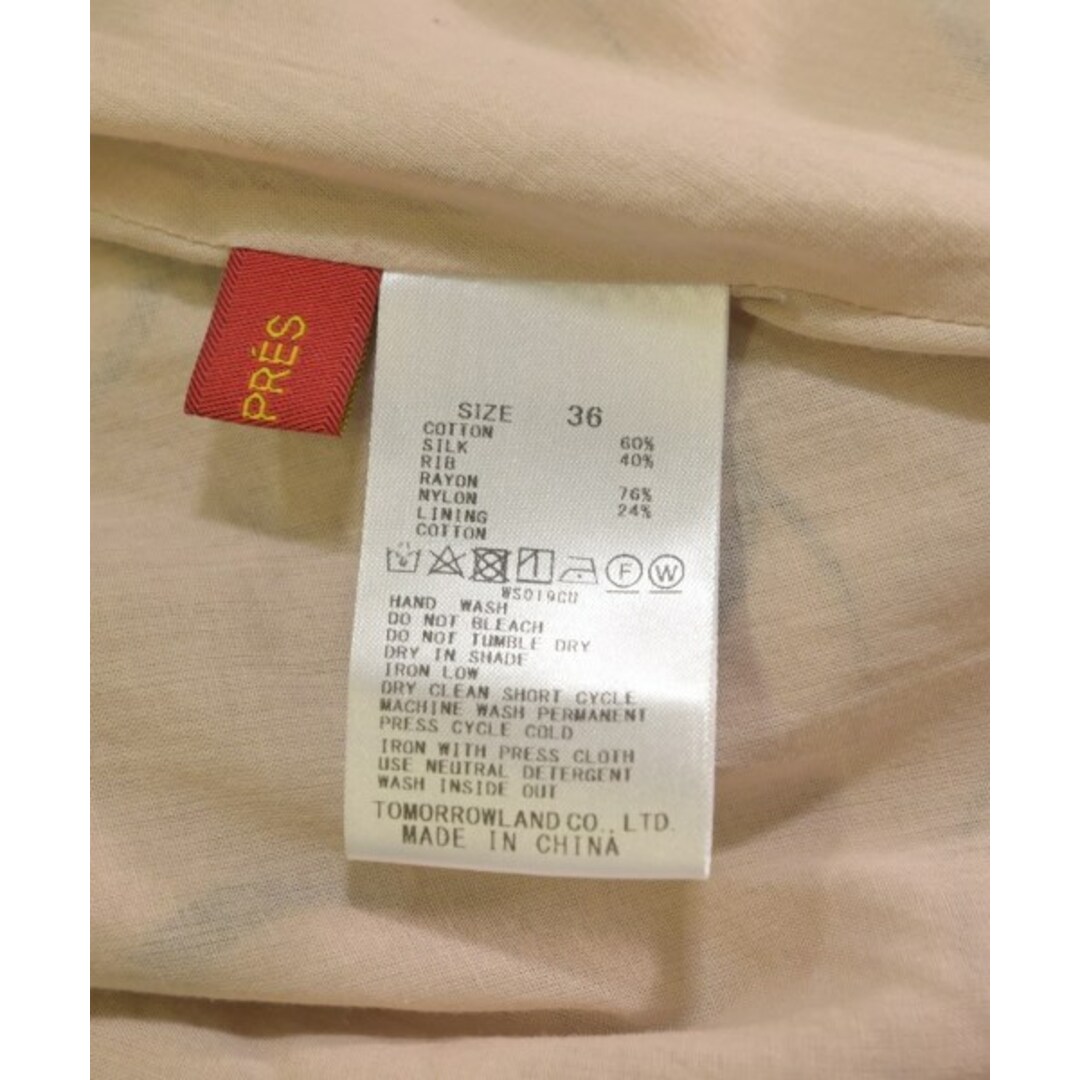 PRÉS
SIZE 36
COTTON 60%
SILK 40%
RIB
RAYON 76%
NYLON 24%
LINING
COTTON
F W
WS019CU
HAND WASH
DO NOT BLEACH
DO NOT TUMBLE DRY
DRY IN SHADE
IRON LOW
DRY CLEAN SHORT CYCLE
MACHINE WASH PERMANENT
PRESS CYCLE COLD
IRON WITH PRESS CLOTH
USE NEUTRAL DETERGENT
WASH INSIDE OUT
TOMORROWLAND CO., LTD.
MADE IN CHINA